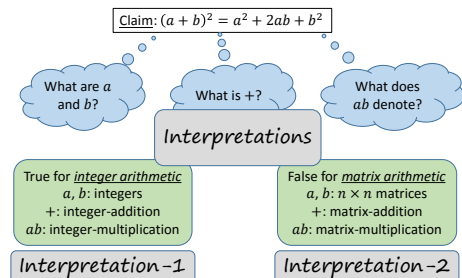 Claim: (a + b)² = a² + 2ab + b²
What are a
and b?
What is +?
What does
ab denote?
Interpretations
True for integer arithmetic
a, b: integers
+: integer-addition
ab: integer-multiplication
False for matrix arithmetic
a, b: n × n matrices
+: matrix-addition
ab: matrix-multiplication
Interpretation-1
Interpretation-2